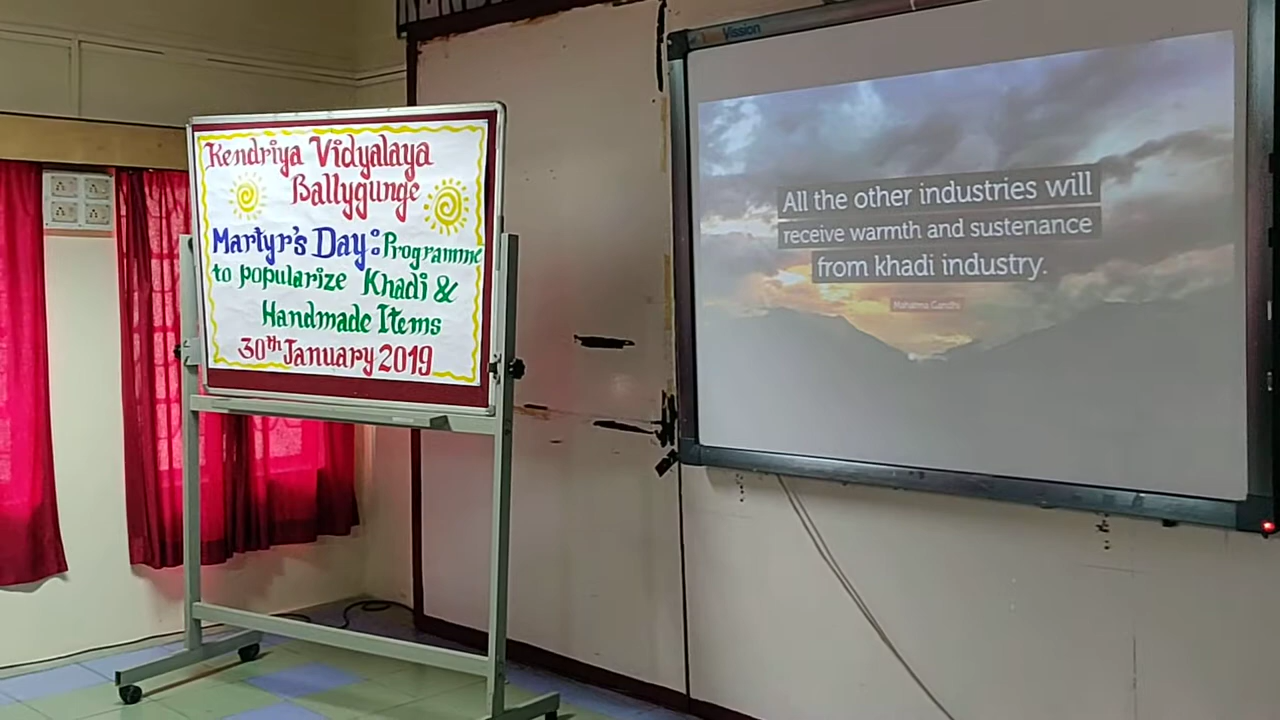 Kendriya Vidyalaya
Ballygunge
Martyr's Day: Programme
to popularize Khadi &
Handmade Items
30th January 2019
Vission
All the other industries will
receive warmth and sustenance
from khadi industry.
Mahatma Gandhi